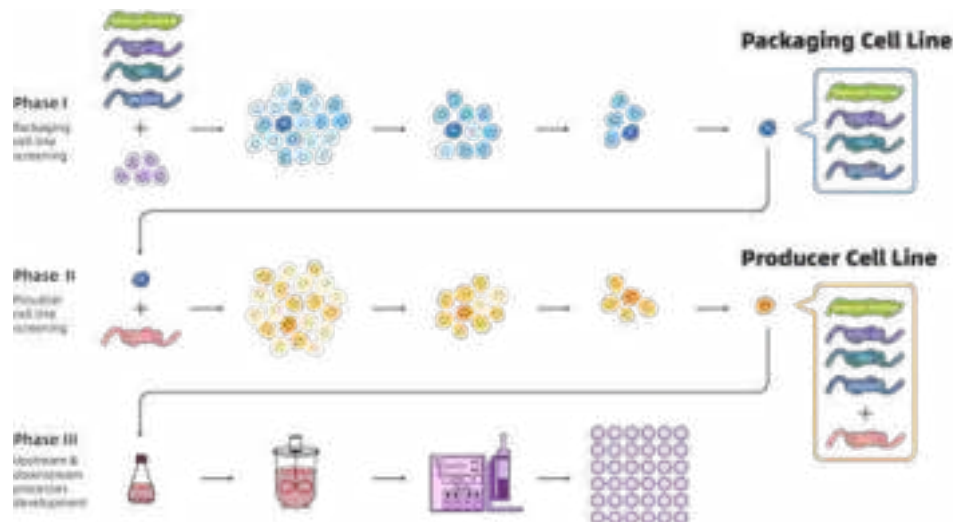 Packaging Cell Line
Phase I
Packaging
cell line
screening
Phase II
Producer Cell Line
Producer
cell line
screening
Phase III
Upstream &
downstream
processes
development